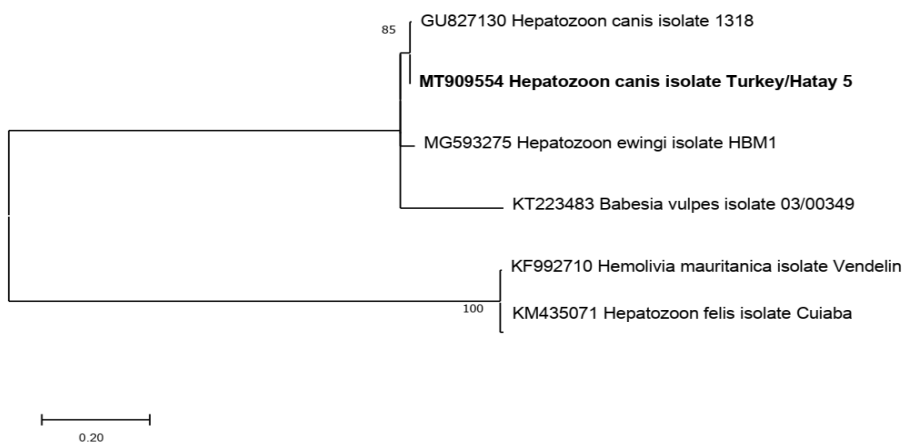 85
GU827130 Hepatozoon canis isolate 1318
MT909554 Hepatozoon canis isolate Turkey/Hatay 5
MG593275 Hepatozoon ewingi isolate HBM1
KT223483 Babesia vulpes isolate 03/00349
KF992710 Hemolivia mauritanica isolate Vendelin
100
KM435071 Hepatozoon felis isolate Cuiaba
0.20